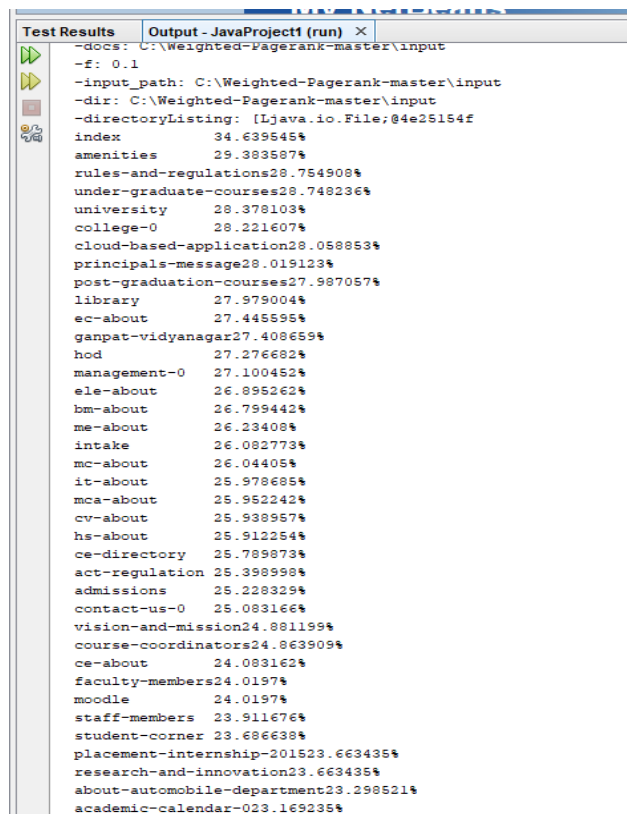 Test Results Output - JavaProject1 (run) ×
-docs: C:\Weighted-Pagerank-master\input
-f: 0.1
-input_path: C:\Weighted-Pagerank-master\input
-dir: C:\Weighted-Pagerank-master\input
-directoryListing: [Ljava.io.File;@4e25154f
index 34.639545%
amenities 29.383587%
rules-and-regulations28.754908%
under-graduate-courses28.748236%
university 28.378103%
college-0 28.221607%
cloud-based-application28.058853%
principals-message28.019123%
post-graduation-courses27.987057%
library 27.979004%
ec-about 27.445595%
ganpat-vidyanagar27.408659%
hod 27.276682%
management-0 27.100452%
ele-about 26.895262%
bm-about 26.799442%
me-about 26.23408%
intake 26.082773%
mc-about 26.04405%
it-about 25.978685%
mca-about 25.952242%
cv-about 25.938957%
hs-about 25.912254%
ce-directory 25.789873%
act-regulation 25.398998%
admissions 25.228329%
contact-us-0 25.083166%
vision-and-mission24.881199%
course-coordinators24.863909%
ce-about 24.083162%
faculty-members24.0197%
moodle 24.0197%
staff-members 23.911676%
student-corner 23.686638%
placement-internship-201523.663435%
research-and-innovation23.663435%
about-automobile-department23.298521%
academic-calendar-023.169235%